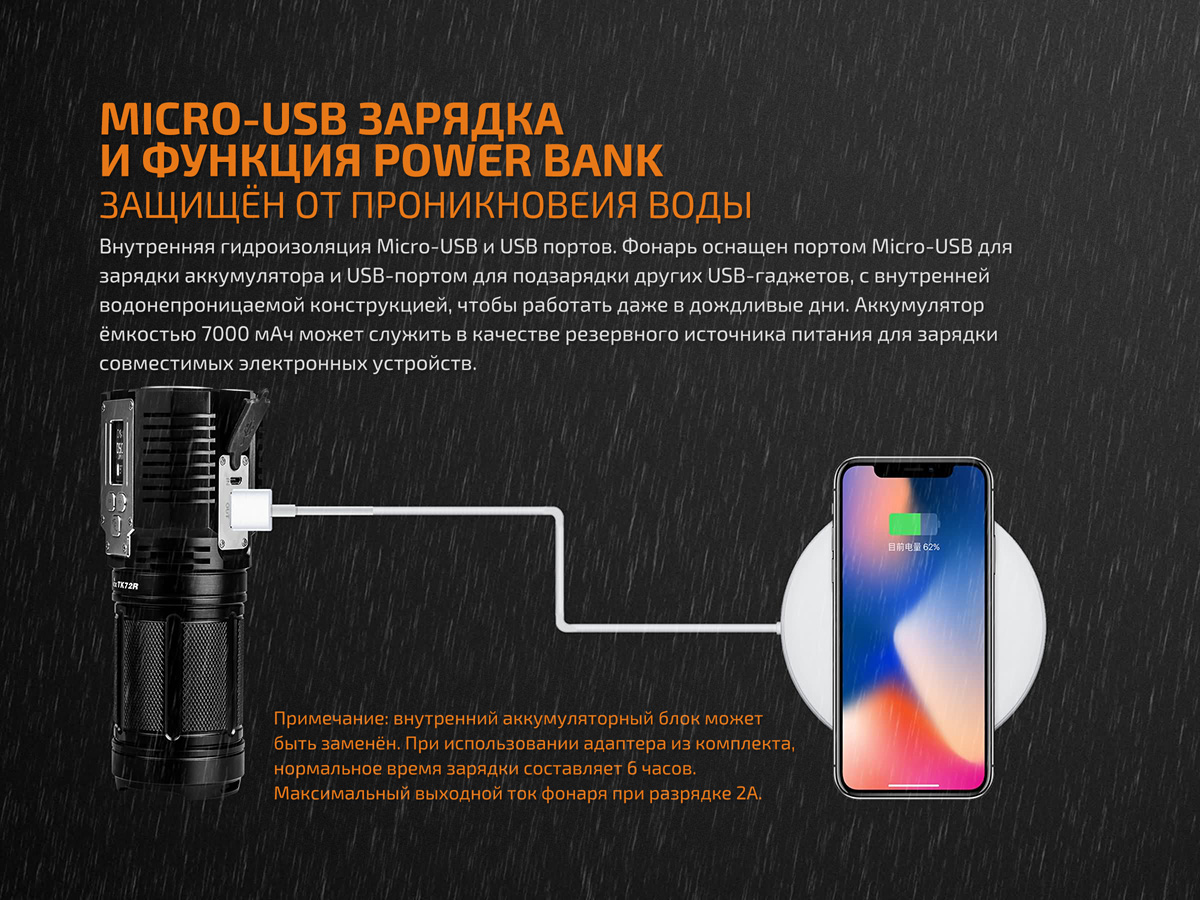 MICRO-USB ЗАРЯДКА
И ФУНКЦИЯ POWER BANK
ЗАЩИЩЁН ОТ ПРОНИКНОВЕИЯ ВОДЫ
Внутренняя гидроизоляция Micro-USB и USB портов. Фонарь оснащен портом Micro-USB для
зарядки аккумулятора и USB-портом для подзарядки других USB-гаджетов, с внутренней
водонепроницаемой конструкцией, чтобы работать даже в дождливые дни. Аккумулятор
ёмкостью 7000 мАч может служить в качестве резервного источника питания для зарядки
совместимых электронных устройств.
OUT
TK72R
目前电量 62%
Примечание: внутренний аккумуляторный блок может
быть заменён. При использовании адаптера из комплекта,
нормальное время зарядки составляет 6 часов.
Максимальный выходной ток фонаря при разрядке 2А.